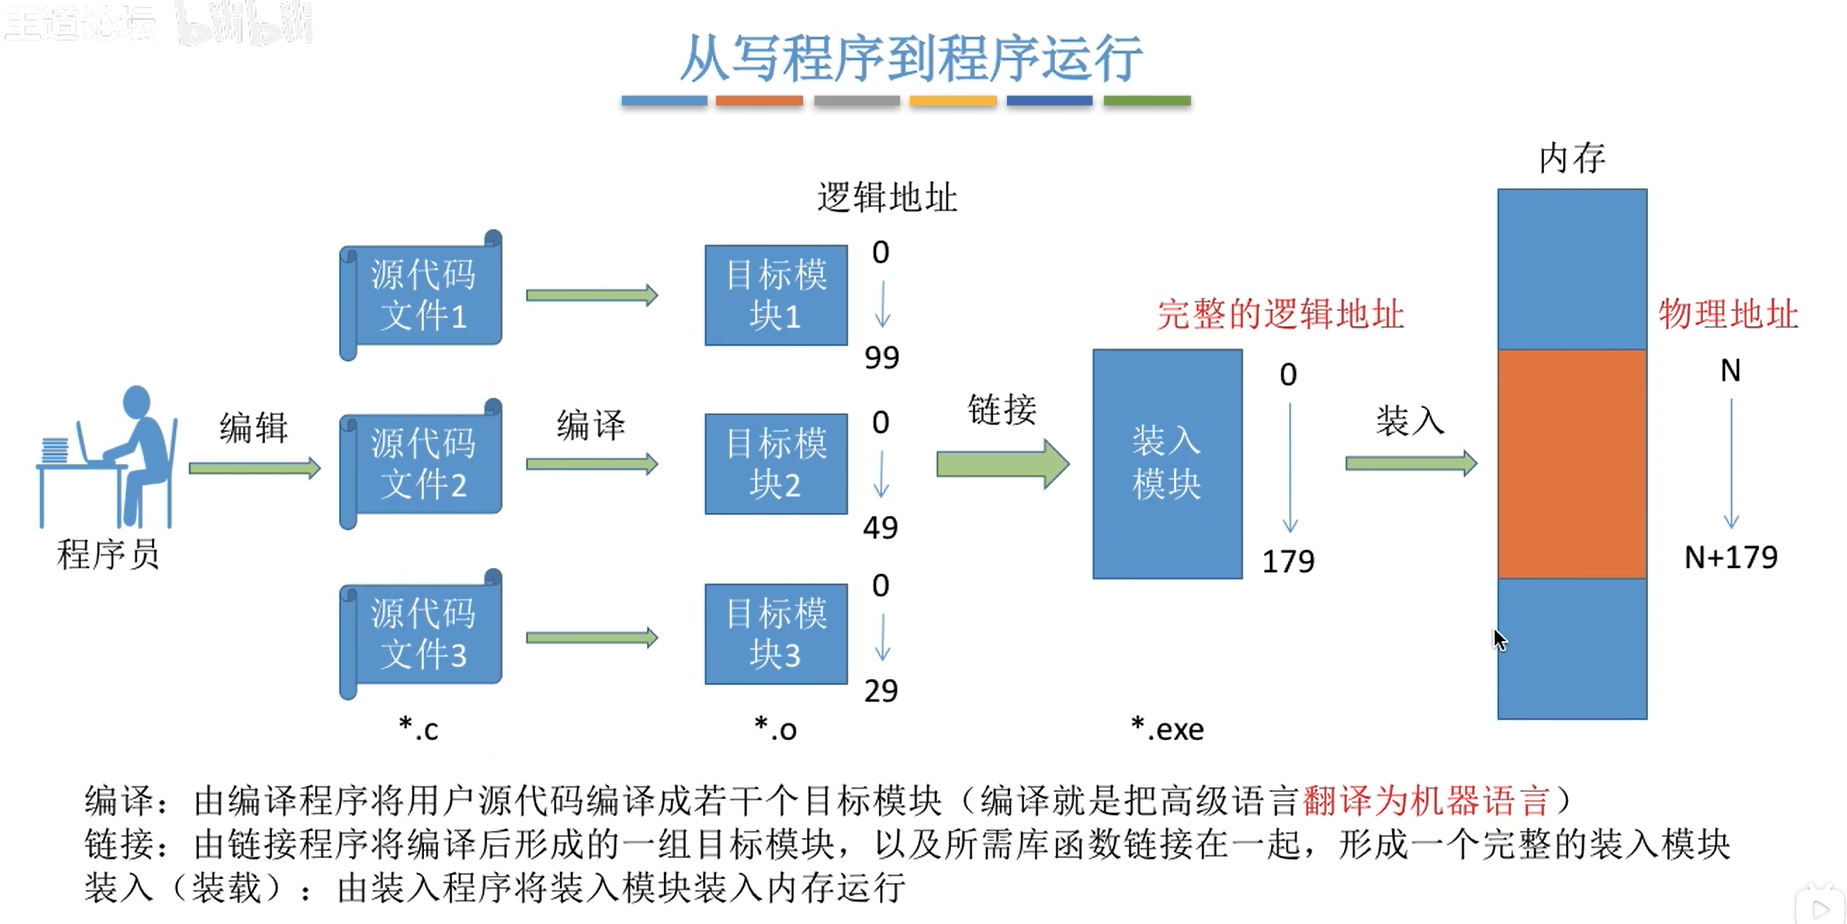 王道论坛 bilibili
从写程序到程序运行
内存
逻辑地址
源代码
文件1
目标模
块1
0
99
完整的逻辑地址
物理地址
编辑
源代码
文件2
编译
目标模
块2
0
49
链接
装入
模块
0
179
装入
N
N+179
程序员
源代码
文件3
目标模
块3
0
29
*.c
*.o
*.exe
编译：由编译程序将用户源代码编译成若干个目标模块（编译就是把高级语言翻译为机器语言）
链接：由链接程序将编译后形成的一组目标模块，以及所需库函数链接在一起，形成一个完整的装入模块
装入（装载）：由装入程序将装入模块装入内存运行